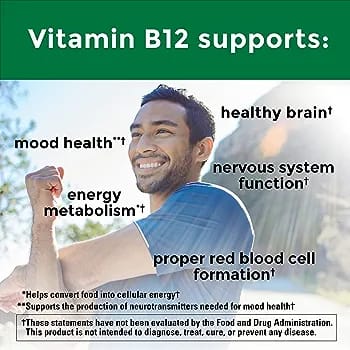 Vitamin B12 supports:
healthy brain†
mood health**†
nervous system
function†
energy
metabolism*†
proper red blood cell
formation†
*Helps convert food into cellular energy†
**Supports the production of neurotransmitters needed for mood health†
†These statements have not been evaluated by the Food and Drug Administration.
This product is not intended to diagnose, treat, cure, or prevent any disease.